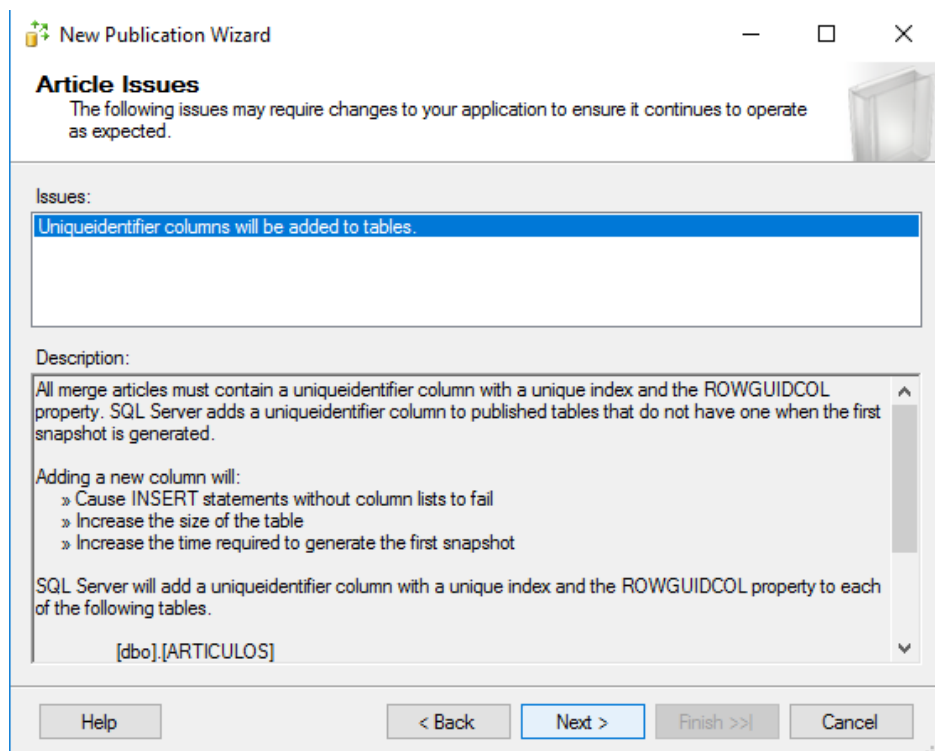 New Publication Wizard
Article Issues
The following issues may require changes to your application to ensure it continues to operate
as expected.
Issues:
Uniqueidentifier columns will be added to tables.
Description:
All merge articles must contain a uniqueidentifier column with a unique index and the ROWGUIDCOL
property. SQL Server adds a uniqueidentifier column to published tables that do not have one when the first
snapshot is generated.
Adding a new column will:
» Cause INSERT statements without column lists to fail
» Increase the size of the table
» Increase the time required to generate the first snapshot
SQL Server will add a uniqueidentifier column with a unique index and the ROWGUIDCOL property to each
of the following tables.
[dbo].[ARTICULOS]
Help < Back Next > Finish >>| Cancel